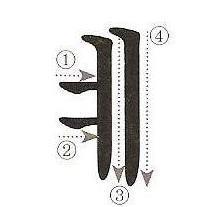 ①
②
③
④
ㅖ